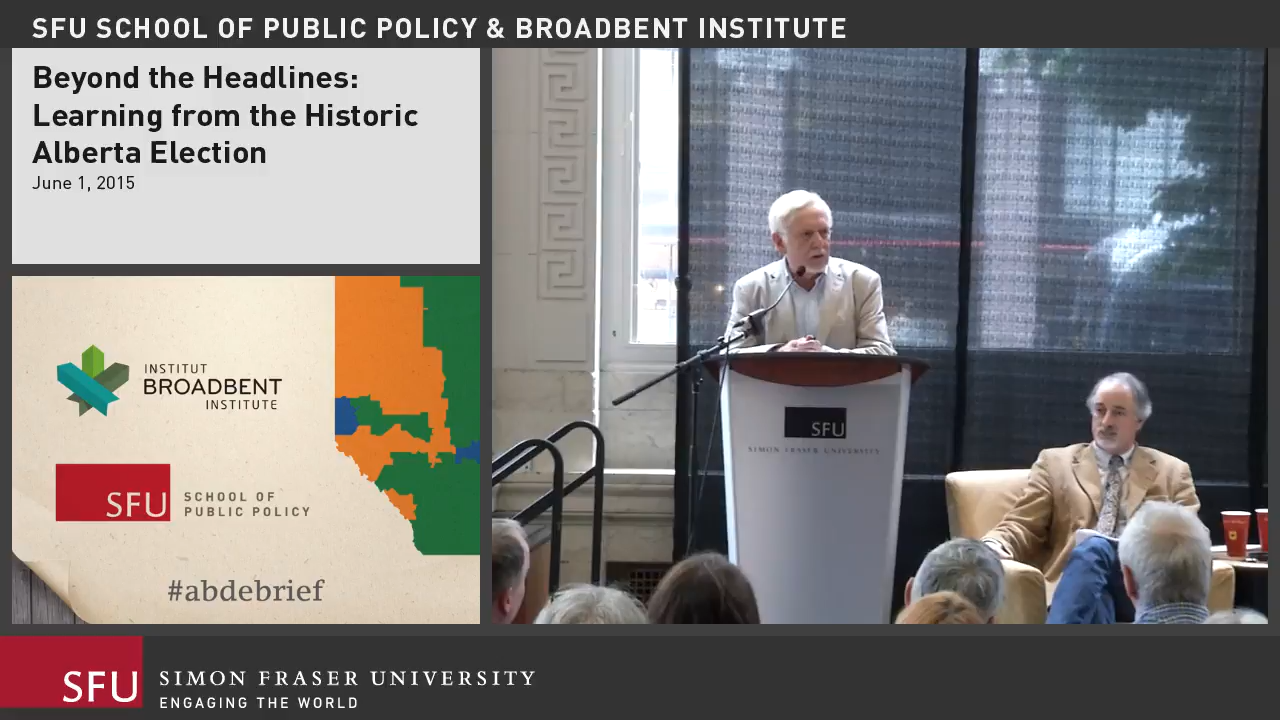 SFU SCHOOL OF PUBLIC POLICY & BROADBENT INSTITUTE
Beyond the Headlines:
Learning from the Historic
Alberta Election
June 1, 2015
INSTITUT
BROADBENT
INSTITUTE
SFU
SCHOOL OF
PUBLIC POLICY
#abdebrief
SFU
SIMON FRASER UNIVERSITY
SFU
SIMON FRASER UNIVERSITY
ENGAGING THE WORLD